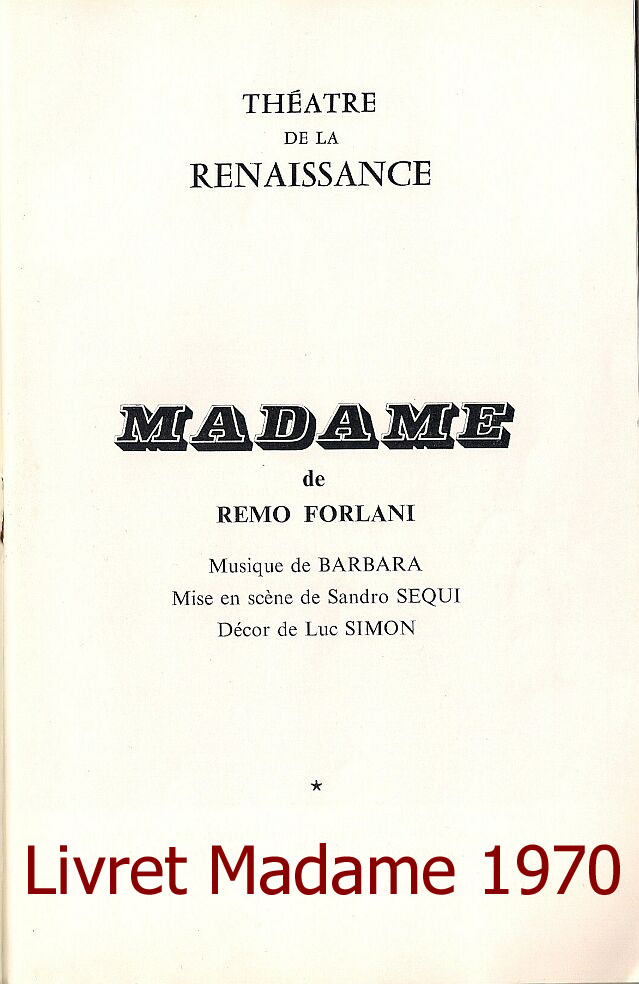 THÉATRE
DE LA
RENAISSANCE
MADAME
de
REMO FORLANI
Musique de BARBARA
Mise en scène de Sandro SEQUI
Décor de Luc SIMON
★
Livret Madame 1970